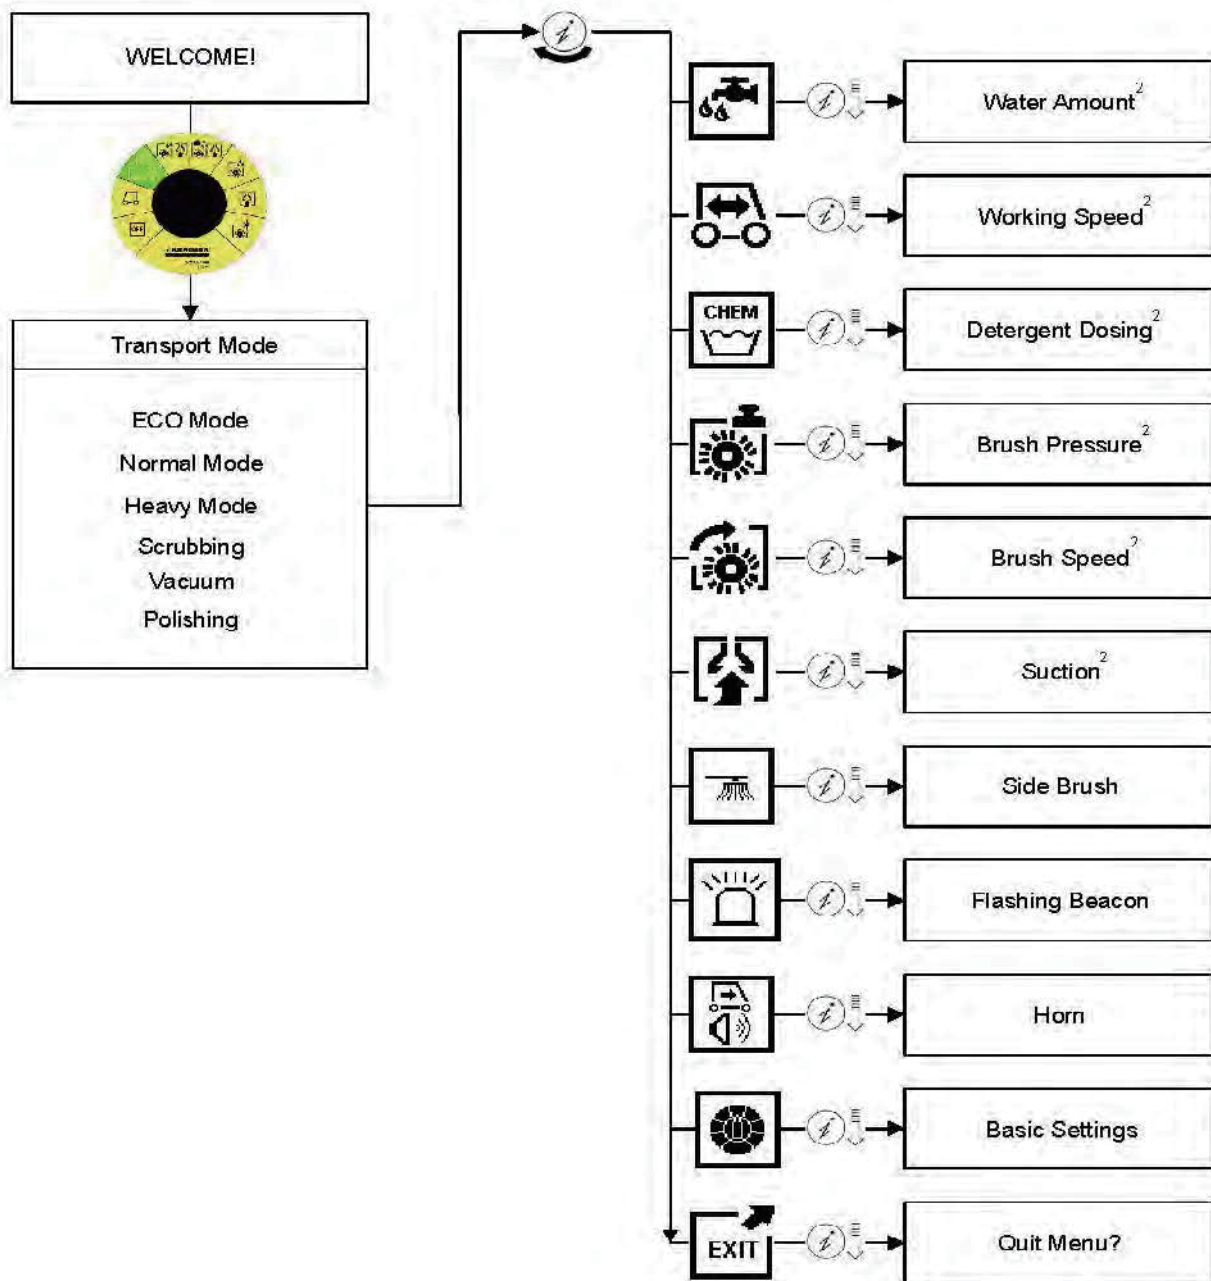 WELCOME!
OFF
Transport Mode
ECO Mode
Normal Mode
Heavy Mode
Scrubbing
Vacuum
Polishing
i
i Water Amount2
i Working Speed2
CHEM i Detergent Dosing2
i Brush Pressure2
i Brush Speed2
i Suction2
i Side Brush
i Flashing Beacon
i Horn
i Basic Settings
EXIT i Quit Menu?